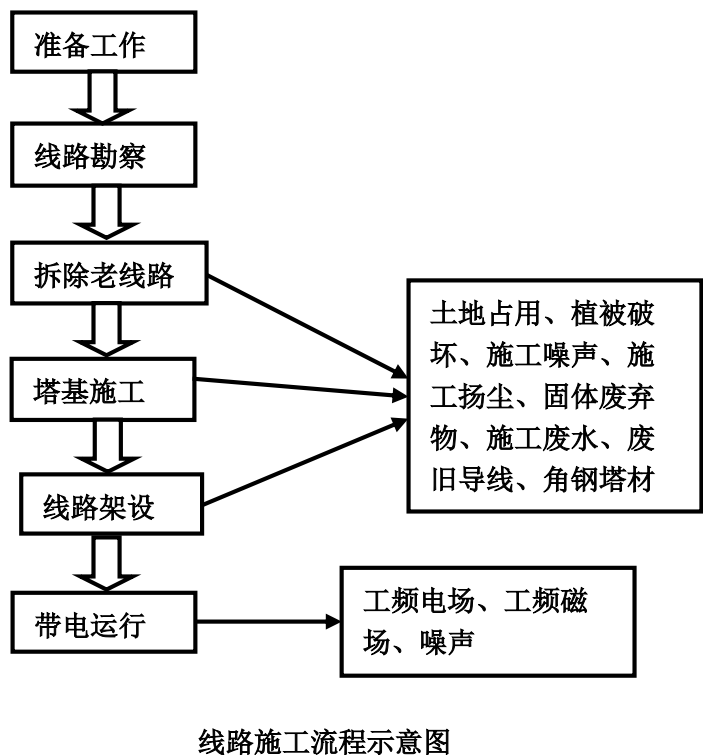 准备工作
线路勘察
拆除老线路
塔基施工
线路架设
带电运行
土地占用、植被破
坏、施工噪声、施
工扬尘、固体废弃
物、施工废水、废
旧导线、角钢塔材
工频电场、工频磁
场、噪声
线路施工流程示意图